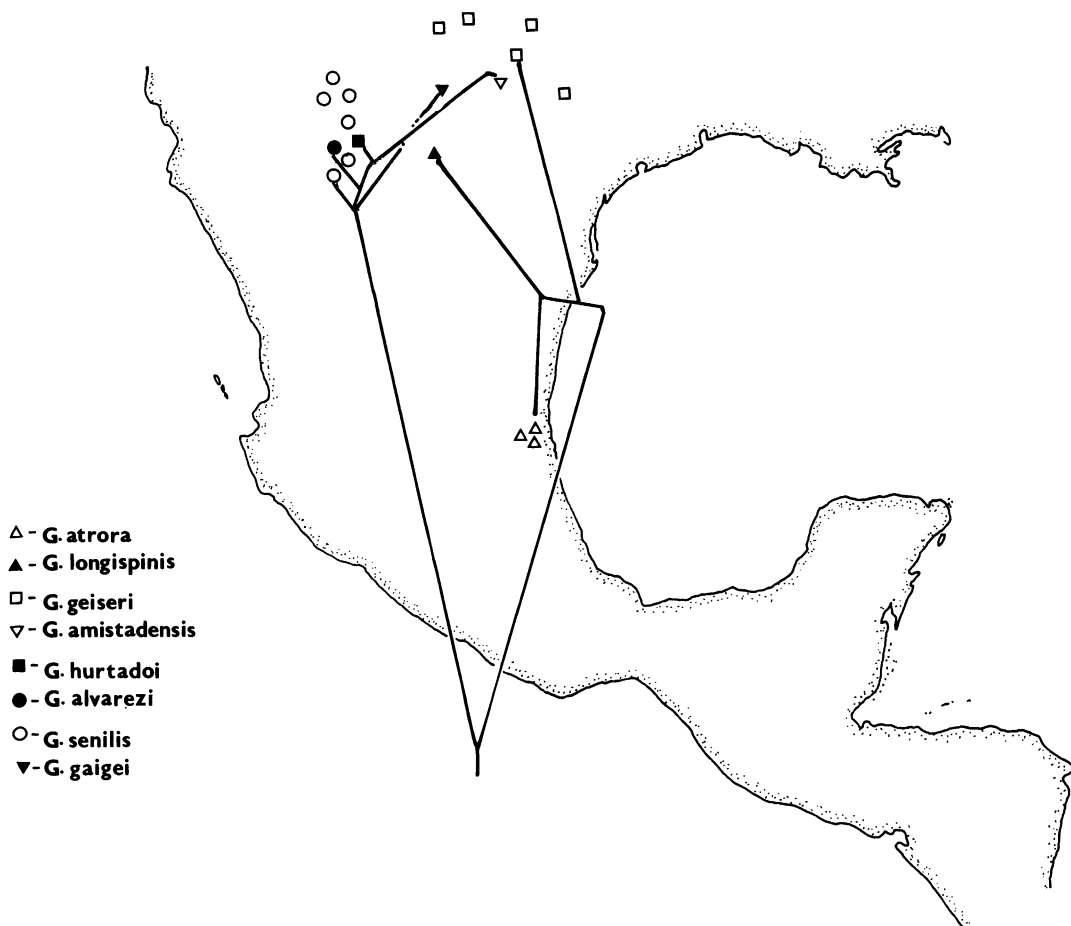 △ - G. atrora
▲ - G. longispinis
□ - G. geiseri
▽ - G. amistadensis
■ - G. hurtadoi
● - G. alvarezi
○ - G. senilis
▼ - G. gaigei